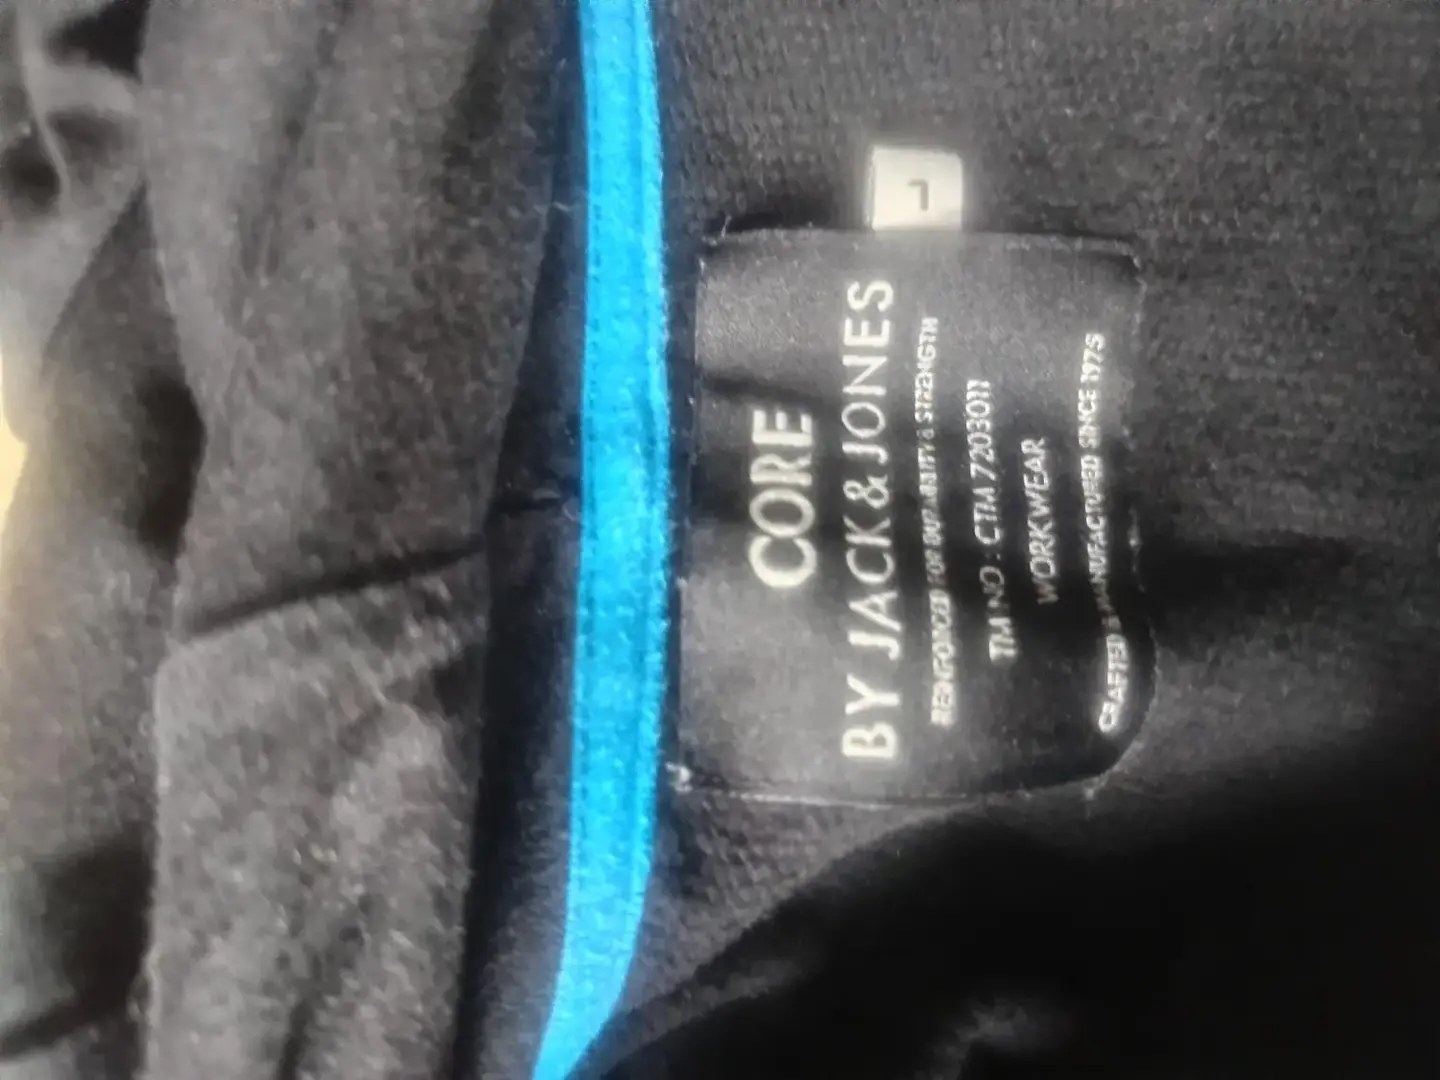 L
CORE
BY JACK & JONES
REINFORCED FOR DURABILITY & STRENGTH
TM NO : CTM 7203011
WORKWEAR
CRAFTED & MANUFACTURED SINCE 1975